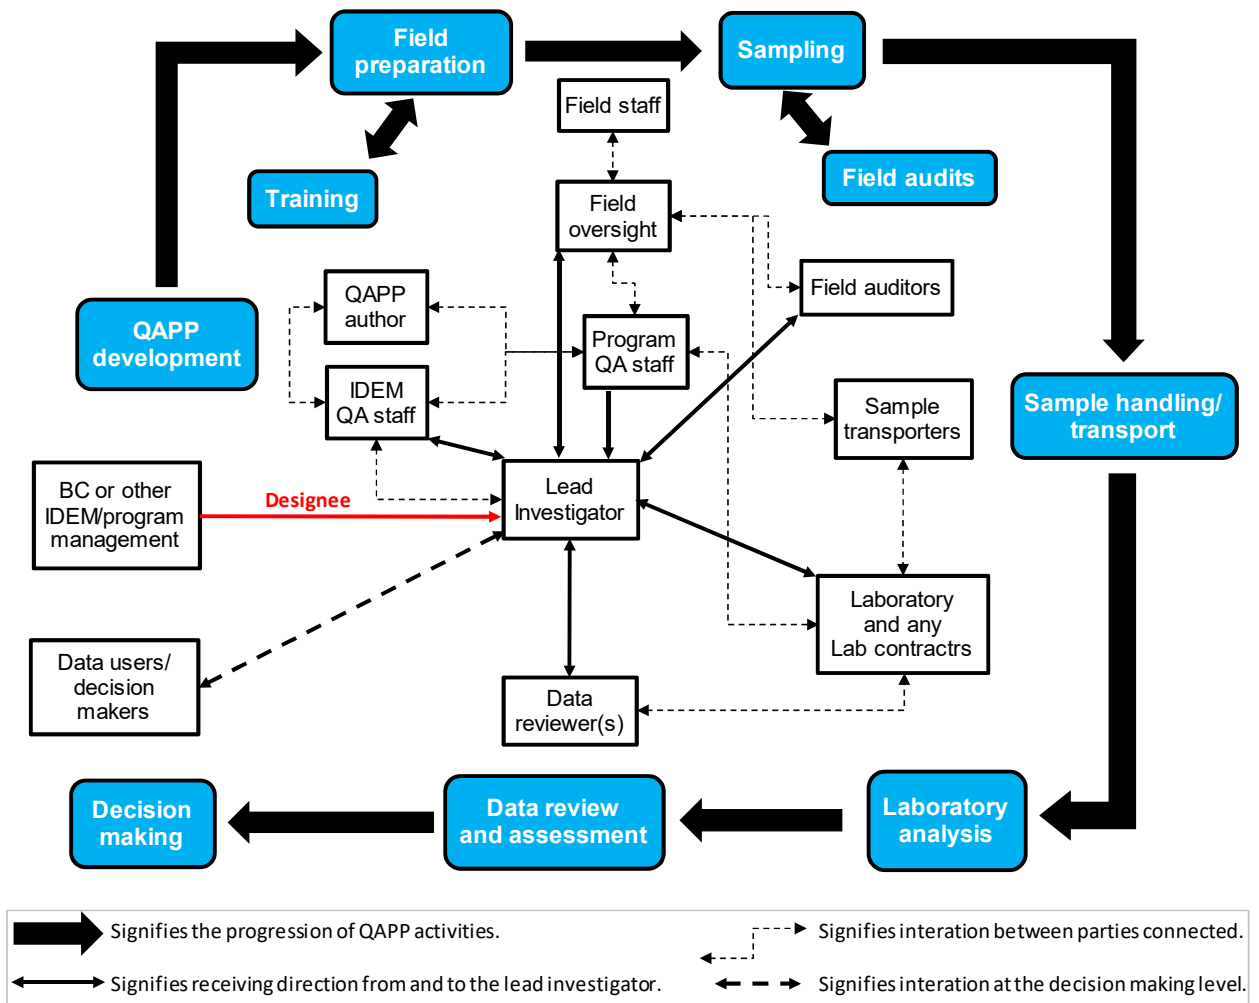 Field
preparation
Sampling
Field staff
Training
Field audits
Field
oversight
QAPP
author
Field auditors
QAPP
development
Program
QA staff
IDEM
QA staff
Sample
transporters
Sample handling/
transport
BC or other
IDEM/program
management
Designee
Lead
Investigator
Laboratory
and any
Lab contractrs
Data users/
decision
makers
Data
reviewer(s)
Decision
making
Data review
and assessment
Laboratory
analysis
Signifies the progression of QAPP activities.
Signifies interation between parties connected.
Signifies receiving direction from and to the lead investigator.
Signifies interation at the decision making level.